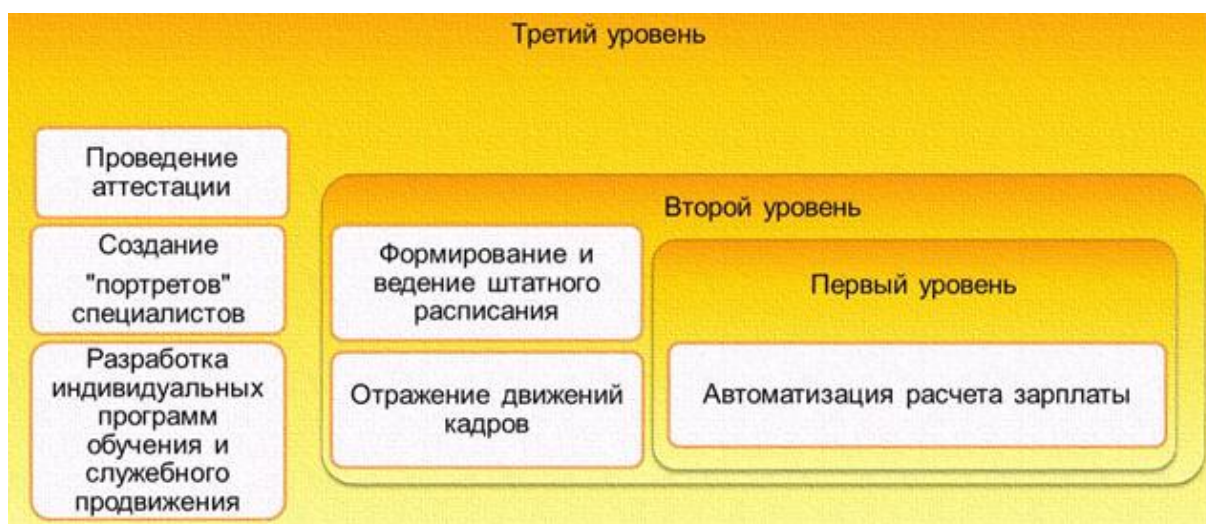 Третий уровень
Проведение
аттестации
Создание
"портретов"
специалистов
Разработка
индивидуальных
программ
обучения и
служебного
продвижения
Второй уровень
Формирование и
ведение штатного
расписания
Отражение движений
кадров
Первый уровень
Автоматизация расчета зарплаты